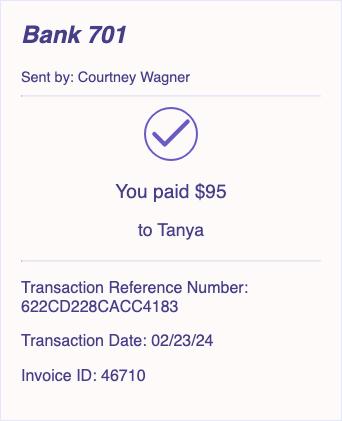 Bank 701
Sent by: Courtney Wagner
You paid $95
to Tanya
Transaction Reference Number:
622CD228CACC4183
Transaction Date: 02/23/24
Invoice ID: 46710